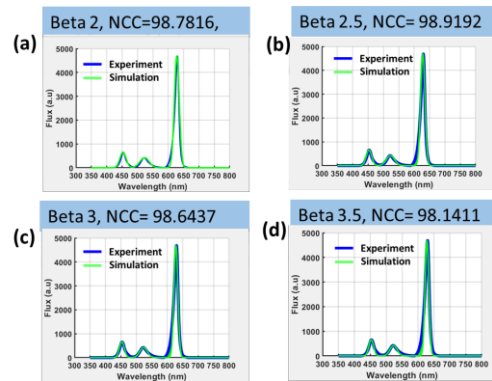 (a)
Beta 2, NCC=98.7816,
5000
4000
3000
2000
1000
0
Flux (a.u)
Experiment
Simulation
300 350 400 450 500 550 600 650 700 750 800
Wavelength (nm)
(b)
Beta 2.5, NCC= 98.9192
5000
4000
3000
2000
1000
0
Flux (a.u)
Experiment
Simulation
300 350 400 450 500 550 600 650 700 750 800
Wavelength (nm)
(c)
Beta 3, NCC= 98.6437
5000
4000
3000
2000
1000
0
Flux (a.u)
Experiment
Simulation
300 350 400 450 500 550 600 650 700 750 800
Wavelength (nm)
(d)
Beta 3.5, NCC= 98.1411
5000
4000
3000
2000
1000
0
Flux (a.u)
Experiment
Simulation
300 350 400 450 500 550 600 650 700 750 800
Wavelength (nm)